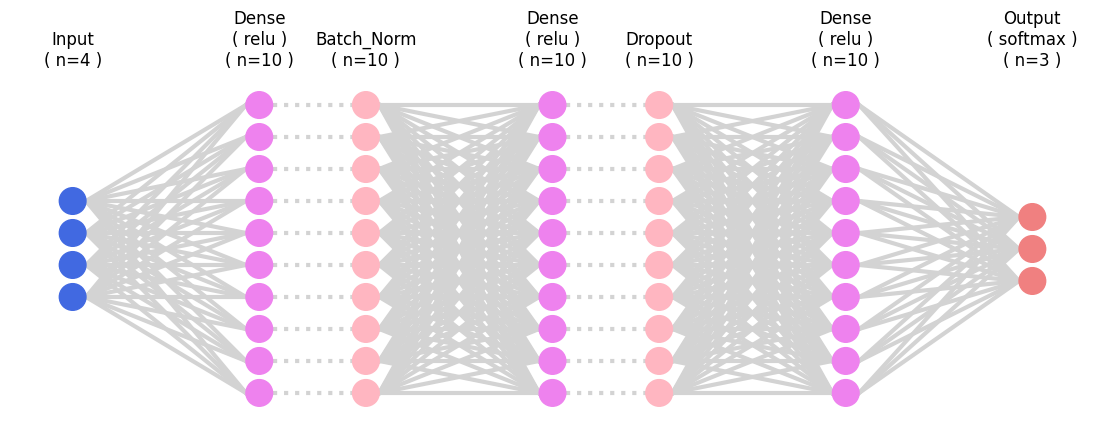 Input
( n=4 )
Dense
( relu )
( n=10 )
Batch_Norm
( n=10 )
Dense
( relu )
( n=10 )
Dropout
( n=10 )
Dense
( relu )
( n=10 )
Output
( softmax )
( n=3 )